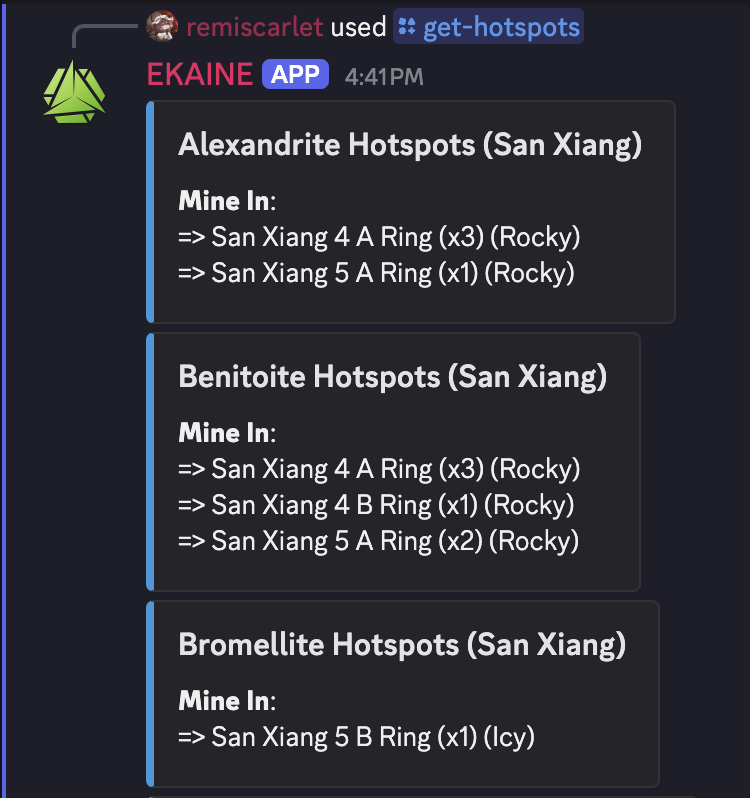 remiscarlet used get-hotspots
EKAINE APP 4:41 PM
Alexandrite Hotspots (San Xiang)
Mine In:
=> San Xiang 4 A Ring (x3) (Rocky)
=> San Xiang 5 A Ring (x1) (Rocky)
Benitoite Hotspots (San Xiang)
Mine In:
=> San Xiang 4 A Ring (x3) (Rocky)
=> San Xiang 4 B Ring (x1) (Rocky)
=> San Xiang 5 A Ring (x2) (Rocky)
Bromellite Hotspots (San Xiang)
Mine In:
=> San Xiang 5 B Ring (x1) (Icy)